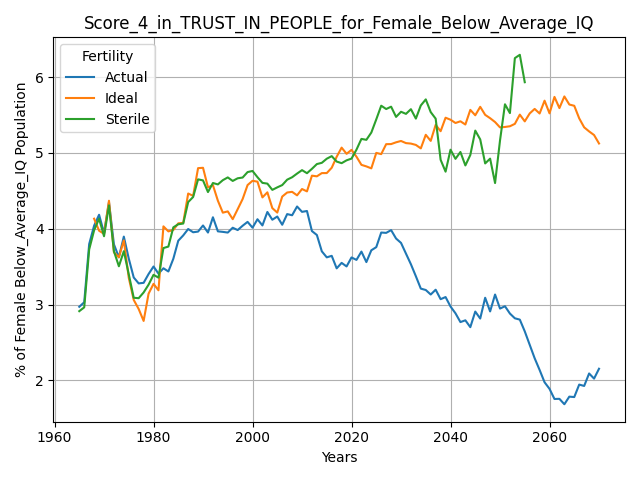 Score_4_in_TRUST_IN_PEOPLE_for_Female_Below_Average_IQ
Fertility
Actual
Ideal
Sterile
% of Female Below_Average_IQ Population
6
5
4
3
2
1960
1980
2000
2020
2040
2060
Years